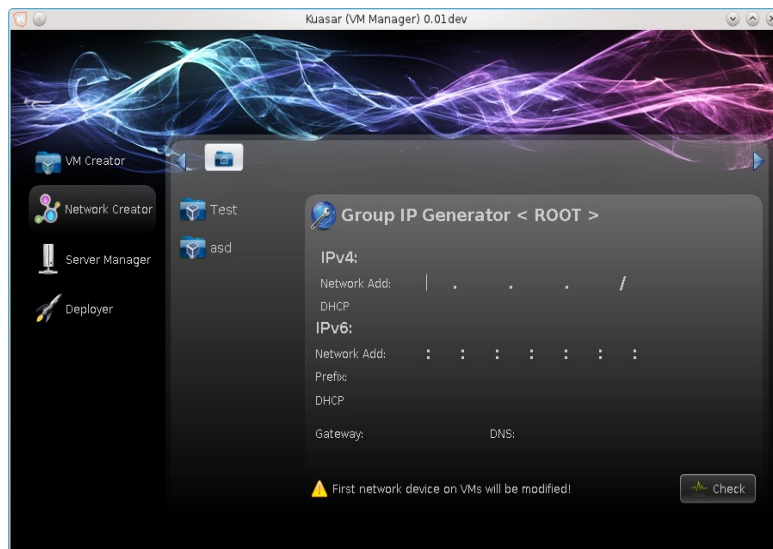 Kuasar (VM Manager) 0.01dev
VM Creator
Network Creator
Server Manager
Deployer
Test
asd
Group IP Generator < ROOT >
IPv4:
Network Add: . . . /
DHCP
IPv6:
Network Add: : : : : : : :
Prefix:
DHCP
Gateway: DNS:
First network device on VMs will be modified!
Check